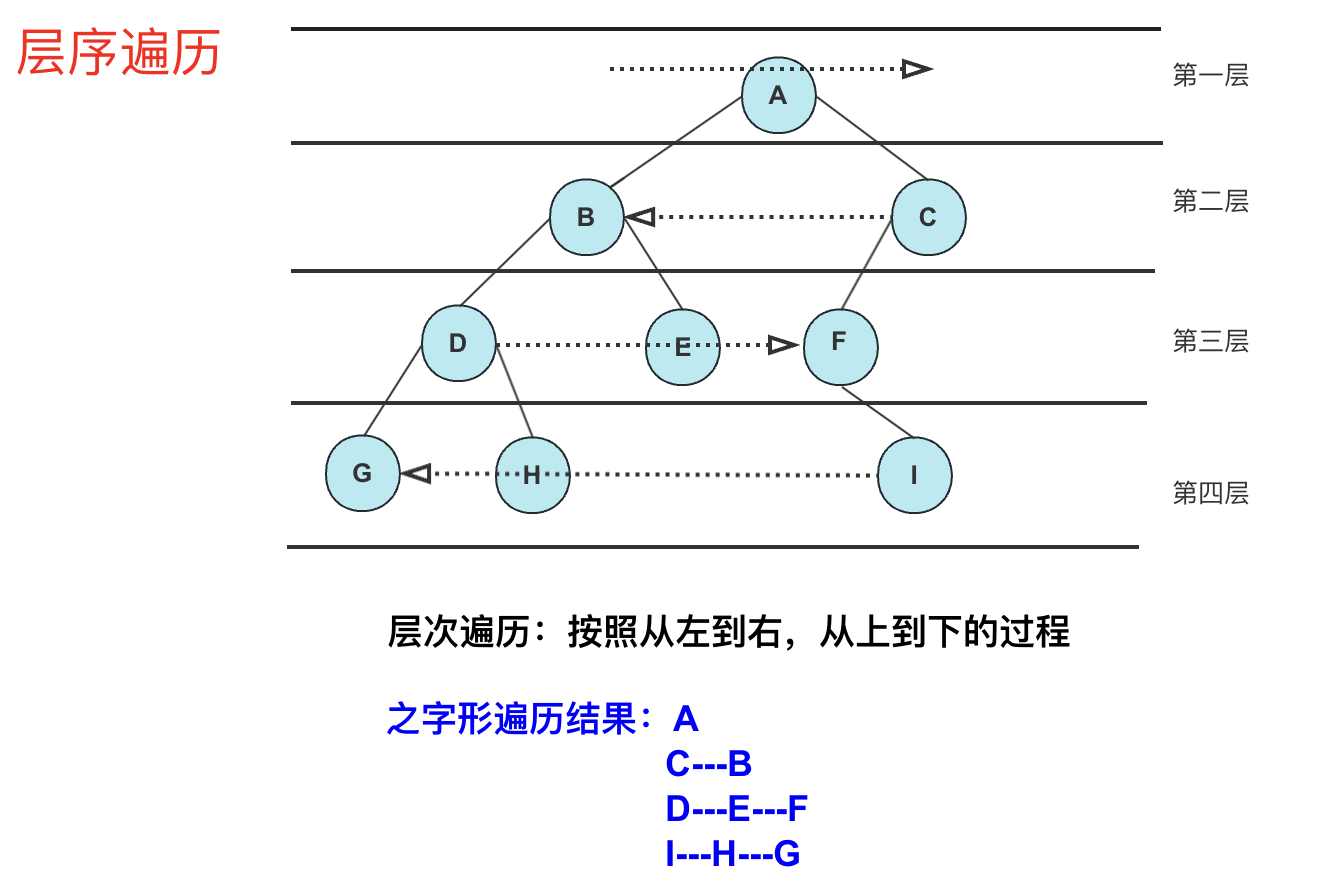 层序遍历
第一层
A
第二层
B
C
第三层
D
E
F
第四层
G
H
I
层次遍历：按照从左到右，从上到下的过程
之字形遍历结果：A
C---B
D---E---F
I---H---G